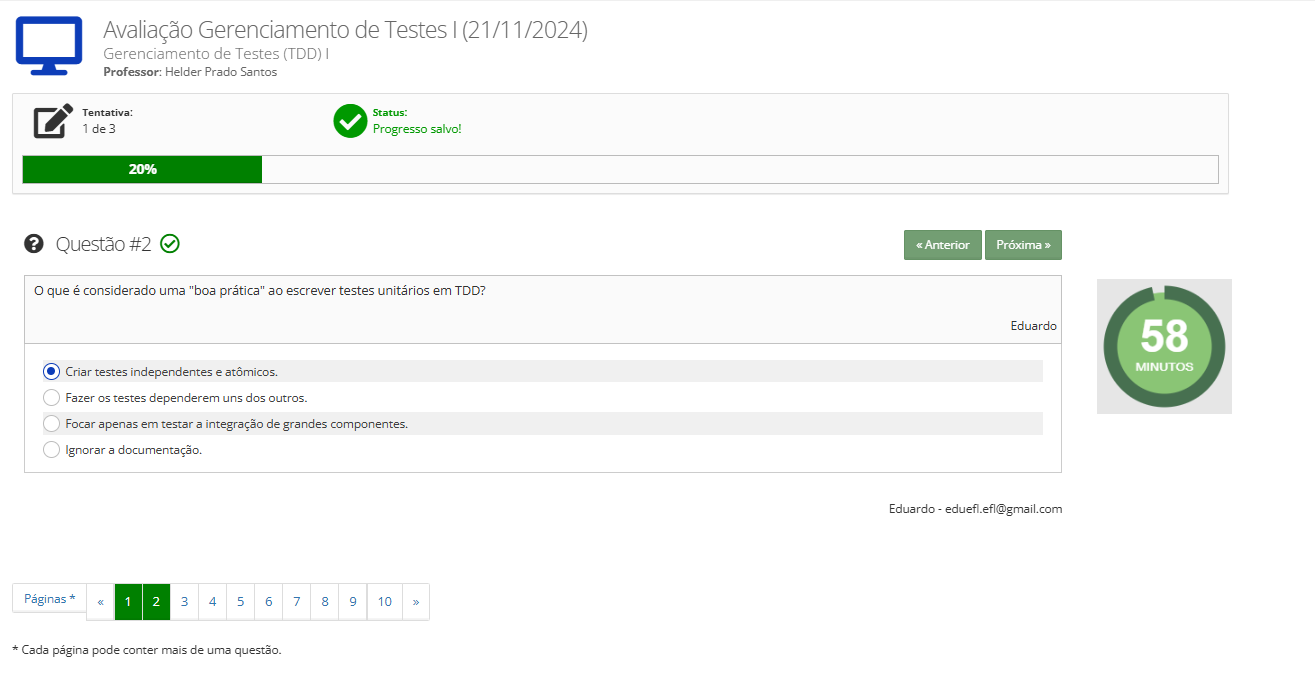 Avaliação Gerenciamento de Testes I (21/11/2024)
Gerenciamento de Testes (TDD) I
Professor: Helder Prado Santos
Tentativa:
1 de 3
Status:
Progresso salvo!
20%
Questão #2
« Anterior
Próxima »
O que é considerado uma "boa prática" ao escrever testes unitários em TDD?
Eduardo
58
MINUTOS
Criar testes independentes e atômicos.
Fazer os testes dependerem uns dos outros.
Focar apenas em testar a integração de grandes componentes.
Ignorar a documentação.
Eduardo - eduefl.efl@gmail.com
Páginas * « 1 2 3 4 5 6 7 8 9 10 »
* Cada página pode conter mais de uma questão.